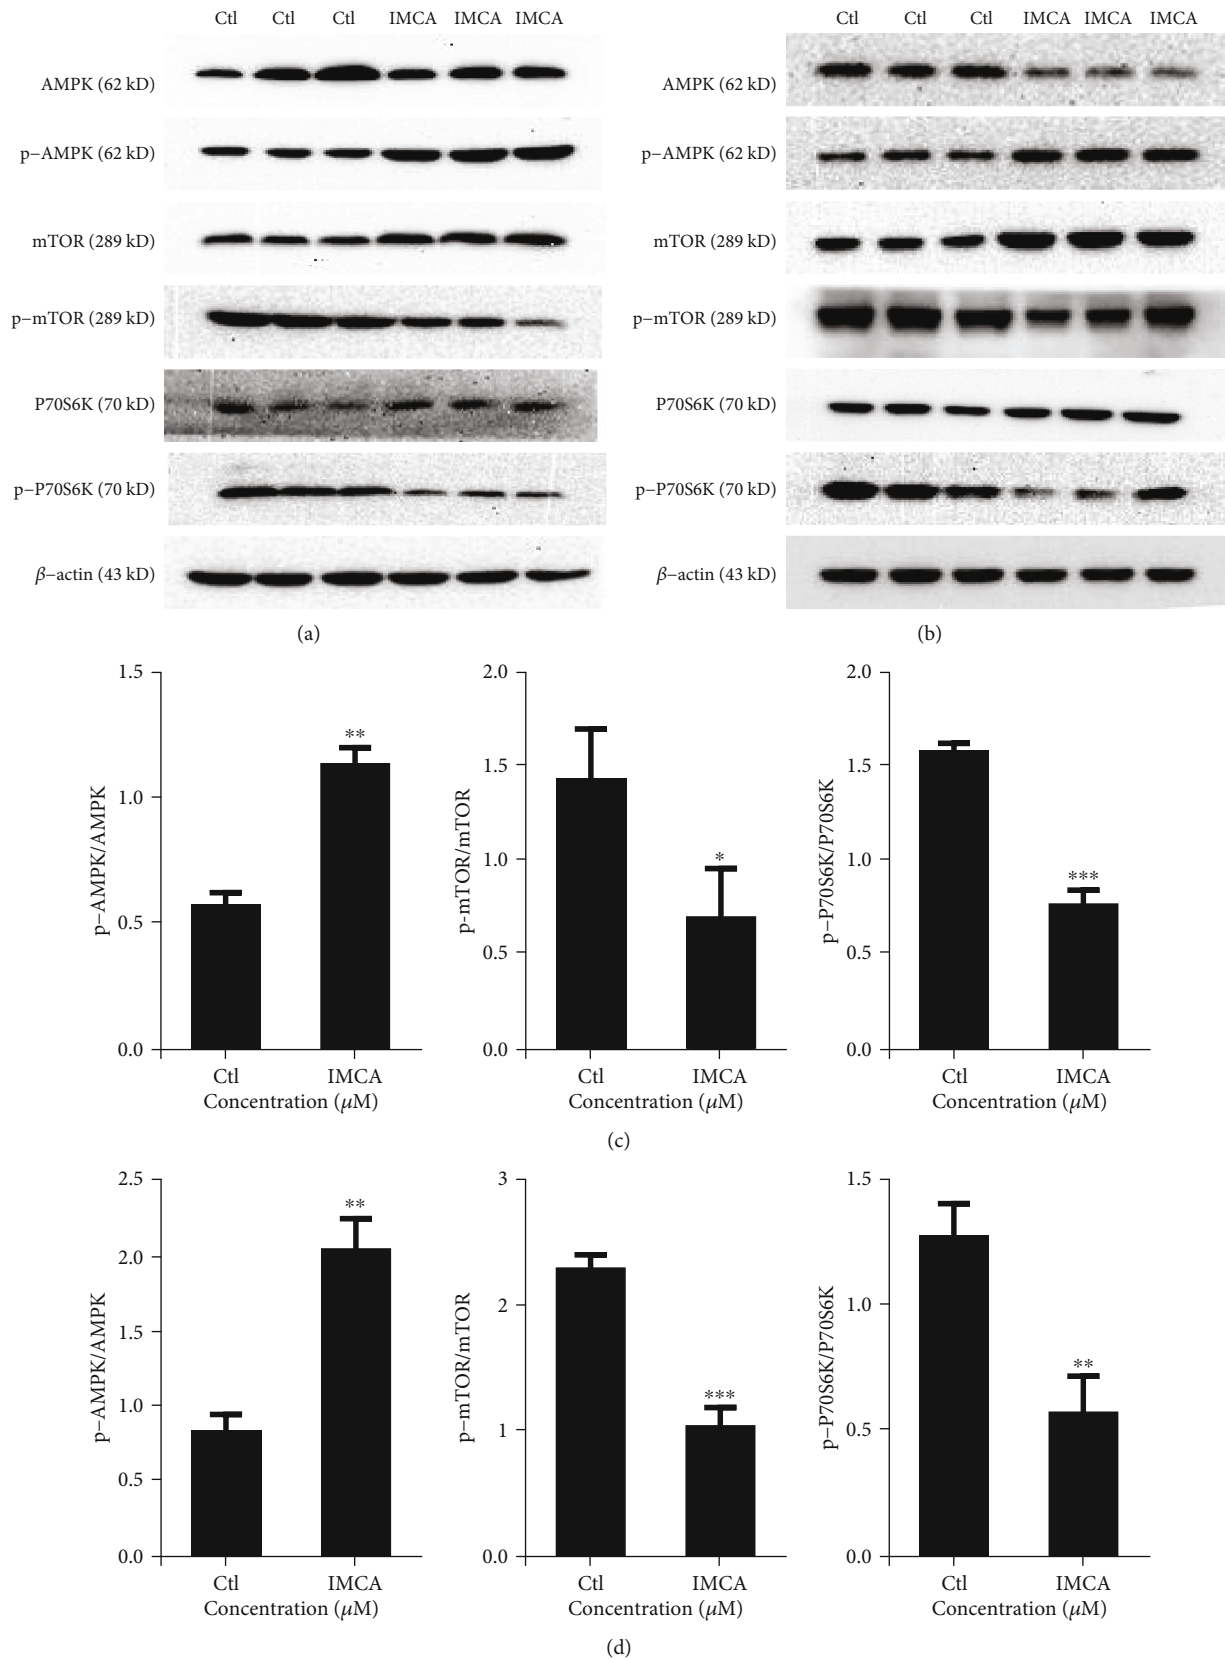 Ctl Ctl Ctl IMCA IMCA IMCA
AMPK (62 kD)
p−AMPK (62 kD)
mTOR (289 kD)
p−mTOR (289 kD)
P70S6K (70 kD)
p−P70S6K (70 kD)
β−actin (43 kD)
(a)
Ctl Ctl Ctl IMCA IMCA IMCA
AMPK (62 kD)
p−AMPK (62 kD)
mTOR (289 kD)
p−mTOR (289 kD)
P70S6K (70 kD)
p−P70S6K (70 kD)
β−actin (43 kD)
(b)
p−AMPK/AMPK
1.5
1.0
0.5
0.0
**
Ctl IMCA
Concentration (μM)
p-mTOR/mTOR
2.0
1.5
1.0
0.5
0.0
*
Ctl IMCA
Concentration (μM)
p−P70S6K/P70S6K
2.0
1.5
1.0
0.5
0.0
***
Ctl IMCA
Concentration (μM)
(c)
p−AMPK/AMPK
2.5
2.0
1.5
1.0
0.5
0.0
**
Ctl IMCA
Concentration (μM)
p−mTOR/mTOR
3
2
1
0.0
***
Ctl IMCA
Concentration (μM)
p−P70S6K/P70S6K
1.5
1.0
0.5
0.0
**
Ctl IMCA
Concentration (μM)
(d)